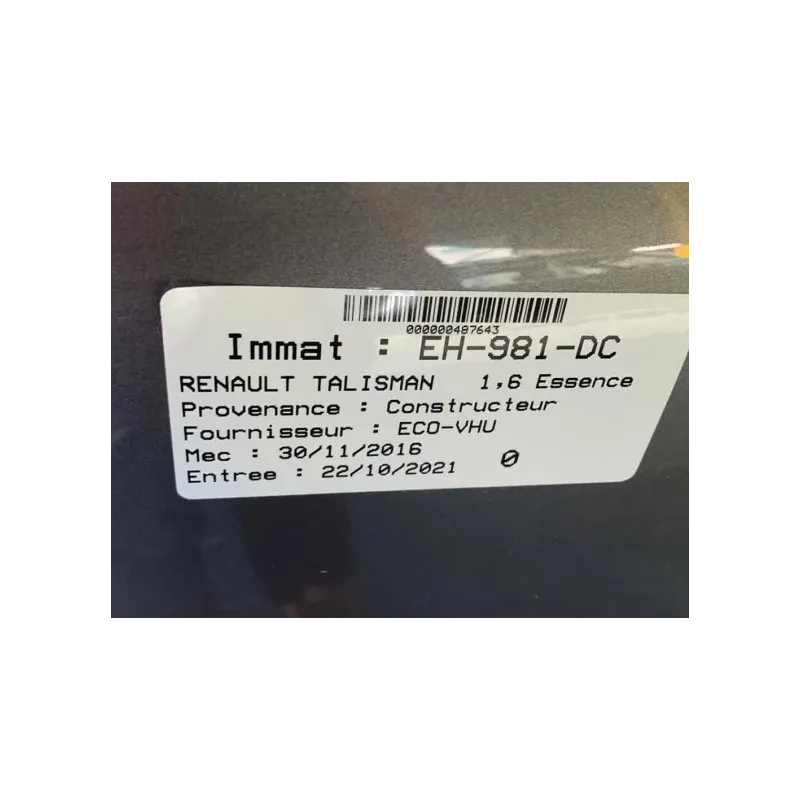 000000487643
Immat : EH-981-DC
RENAULT TALISMAN 1,6 Essence
Provenance : Constructeur
Fournisseur : ECO-VHU
Mec : 30/11/2016
Entree : 22/10/2021 0